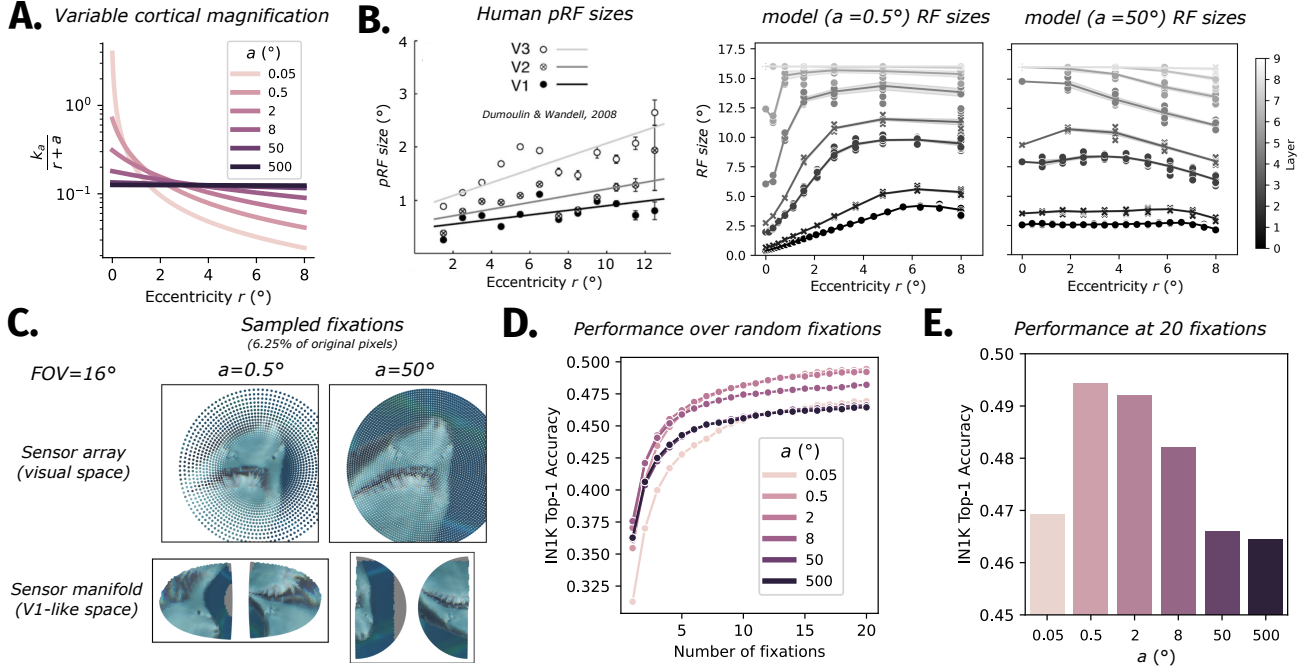 A.
Variable cortical magnification
a (°)
0.05
0.5
2
8
50
500
10⁰
10⁻¹
k_a / r + a
0 2 4 6 8
Eccentricity r (°)
B.
Human pRF sizes
V3
V2
V1
Dumoulin & Wandell, 2008
4
3
2
1
pRF size (°)
2 4 6 8 10 12
Eccentricity r (°)
model (a =0.5°) RF sizes
17.5
15.0
12.5
10.0
7.5
5.0
2.5
0.0
RF size (°)
0 2 4 6 8
Eccentricity r (°)
model (a =50°) RF sizes
0 2 4 6 8
Eccentricity r (°)
9
8
7
6
5
4
3
2
1
0
Layer
C.
Sampled fixations
(6.25% of original pixels)
FOV=16°
a=0.5°
a=50°
Sensor array
(visual space)
Sensor manifold
(V1-like space)
D.
Performance over random fixations
0.500
0.475
0.450
0.425
0.400
0.375
0.350
0.325
IN1K Top-1 Accuracy
a (°)
0.05
0.5
2
8
50
500
5 10 15 20
Number of fixations
E.
Performance at 20 fixations
0.50
0.49
0.48
0.47
0.46
0.45
IN1K Top-1 Accuracy
0.05 0.5 2 8 50 500
a (°)